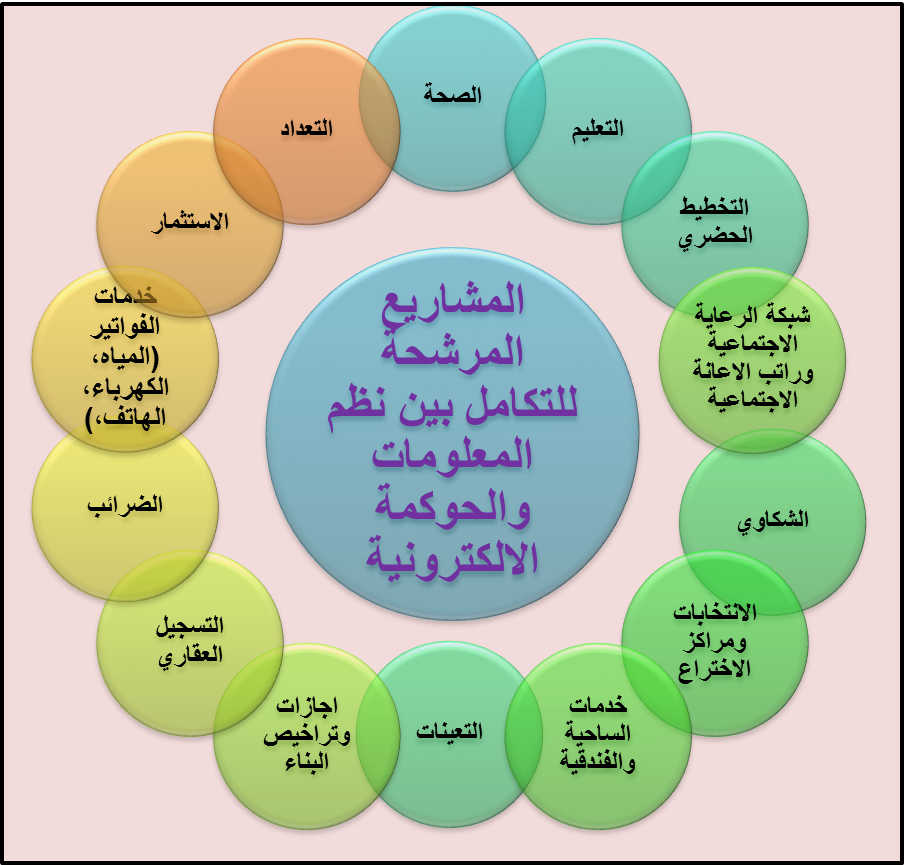 المشاريع
المرشحة
للتكامل بين نظم
المعلومات
والحوكمة
الالكترونية
الصحة
التعليم
التخطيط
الحضري
شبكة الرعاية
الاجتماعية
وراتب الاعانة
الاجتماعية
الشكاوي
الانتخابات
ومراكز
الاختراع
خدمات
الساحية
والفندقية
التعينات
اجازات
وتراخيص
البناء
التسجيل
العقاري
الضرائب
خدمات
الفواتير
(المياه،
الكهرباء،
الهاتف،)
الاستثمار
التعداد